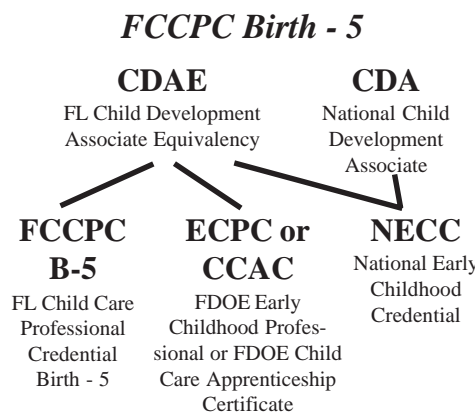 FCCPC Birth - 5
CDAE
FL Child Development
Associate Equivalency
CDA
National Child
Development
Associate
FCCPC
B-5
FL Child Care
Professional
Credential
Birth - 5
ECPC or
CCAC
FDOE Early
Childhood Profes-
sional or FDOE Child
Care Apprenticeship
Certificate
NECC
National Early
Childhood
Credential